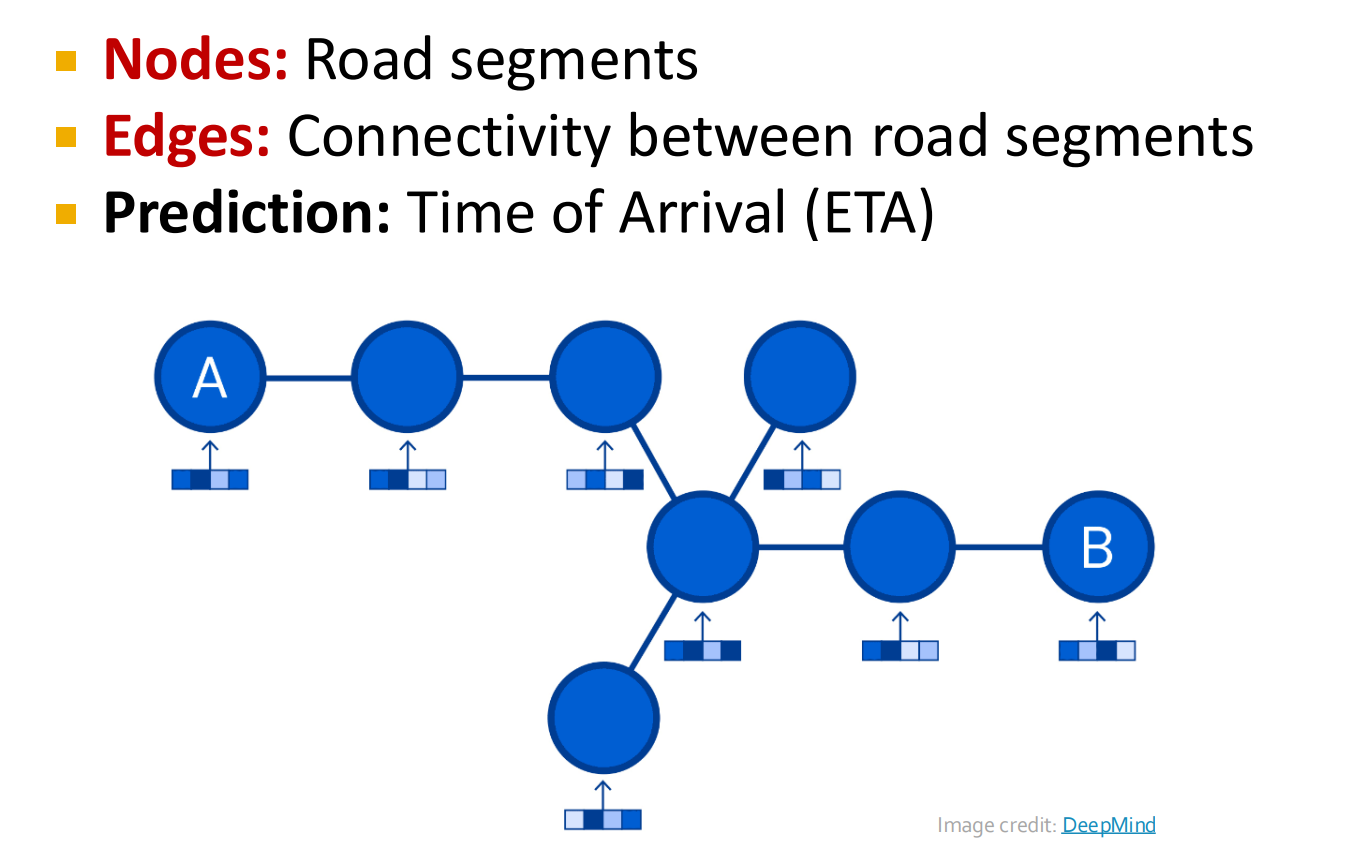 Nodes: Road segments
Edges: Connectivity between road segments
Prediction: Time of Arrival (ETA)
A
B
Image credit: DeepMind